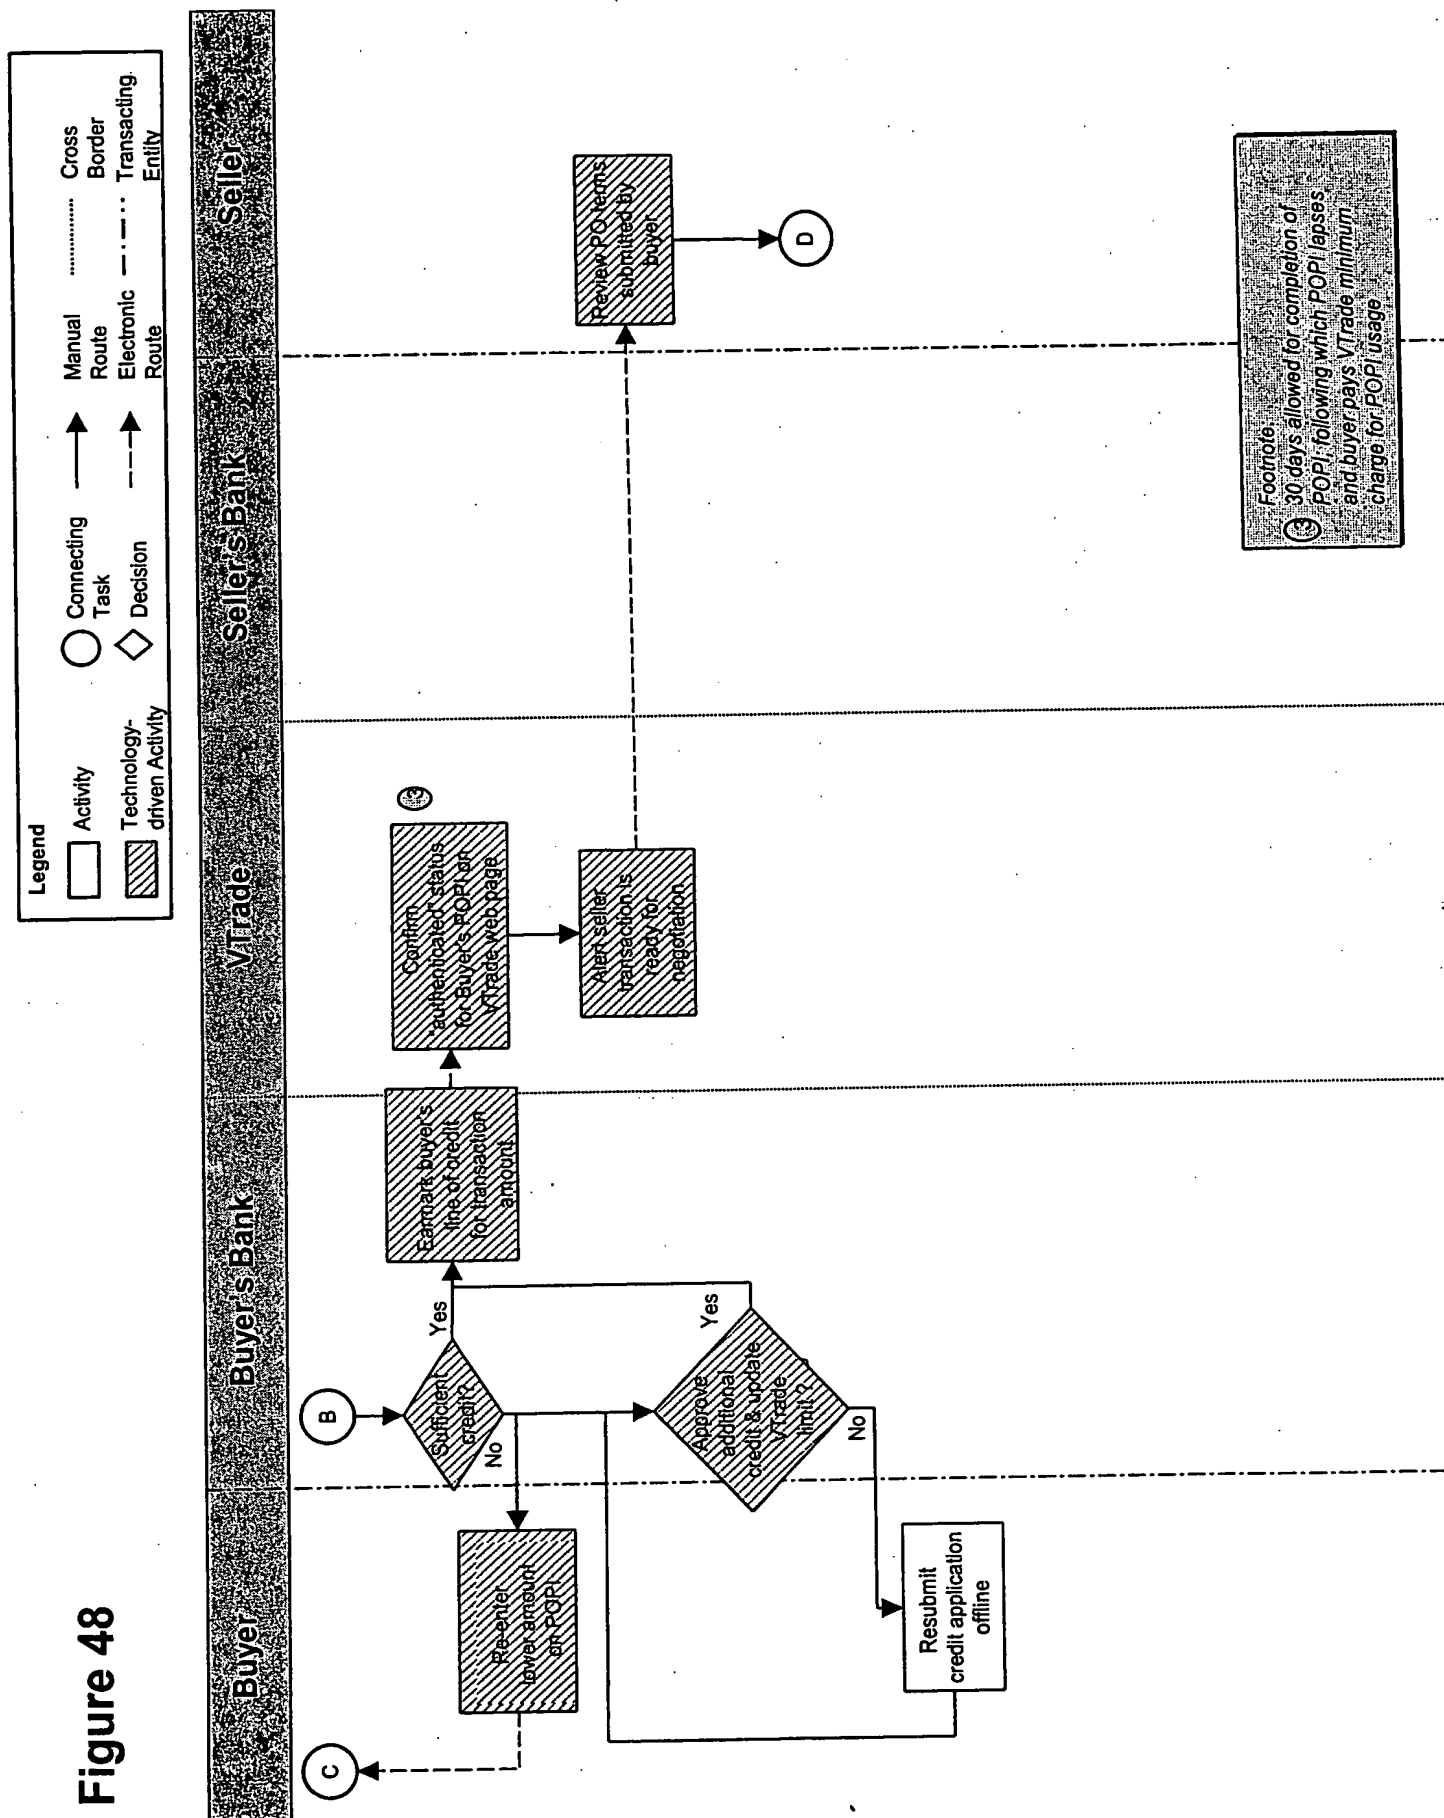 Figure 48
Legend
Activity
Technology-
driven Activity
Connecting
Task
Decision
Manual
Route
Electronic
Route
Cross
Border
Transacting
Entity
Buyer
Buyer's Bank
VTrade
Seller's Bank
Seller
C
B
Sufficient
credit?
Yes
No
Re-enter
lower amount
on POPI
Earmark buyer's
line of credit
for transaction
amount
Confirm
"authenticated" status
for Buyer's POPI on
VTrade web page
3
Alert seller
transaction is
ready for
negotiation
Review PO terms
submitted by
buyer
D
Approve
additional
credit & update
VTrade
limit?
Yes
No
Resubmit
credit application
offline
Footnote:
3 30 days allowed for completion of
POPI, following which POPI lapses
and buyer pays VTrade minimum
charge for POPI usage